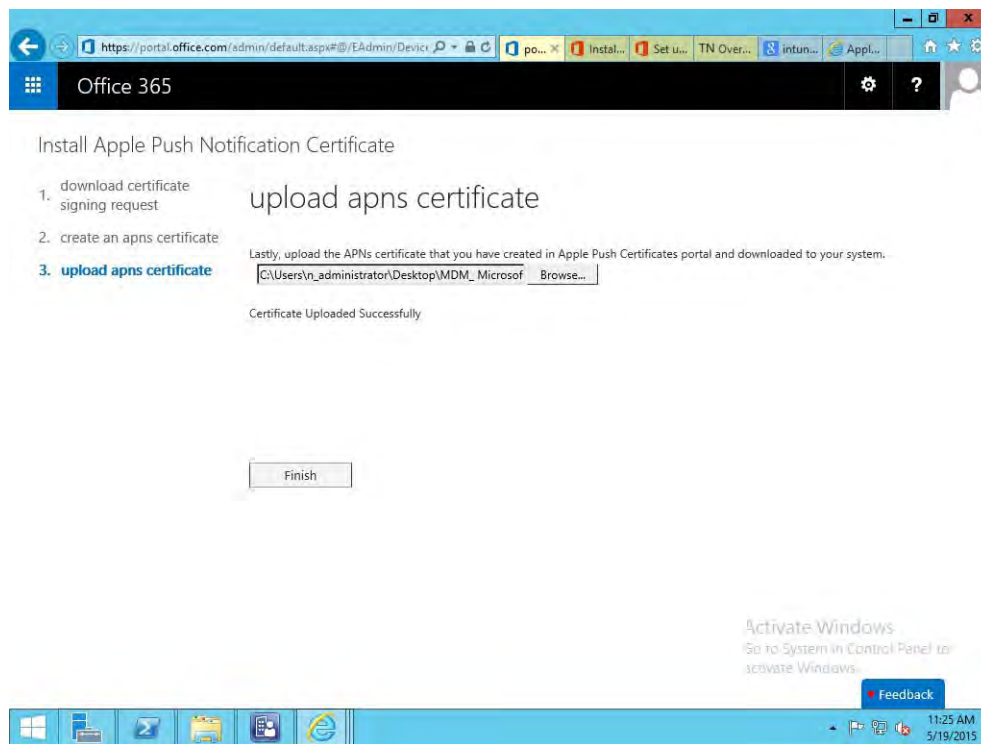 https://portal.office.com/admin/default.aspx#@/EAdmin/Device
po...
Instal...
Set u...
TN Over...
intun...
Appl...
Office 365
?
Install Apple Push Notification Certificate
1. download certificate
signing request
2. create an apns certificate
3. upload apns certificate
upload apns certificate
Lastly, upload the APNs certificate that you have created in Apple Push Certificates portal and downloaded to your system.
C:\Users\n_administrator\Desktop\MDM_ Microsof
Browse...
Certificate Uploaded Successfully
Finish
Activate Windows
Go to System in Control Panel to
activate Windows.
Feedback
11:25 AM
5/19/2015